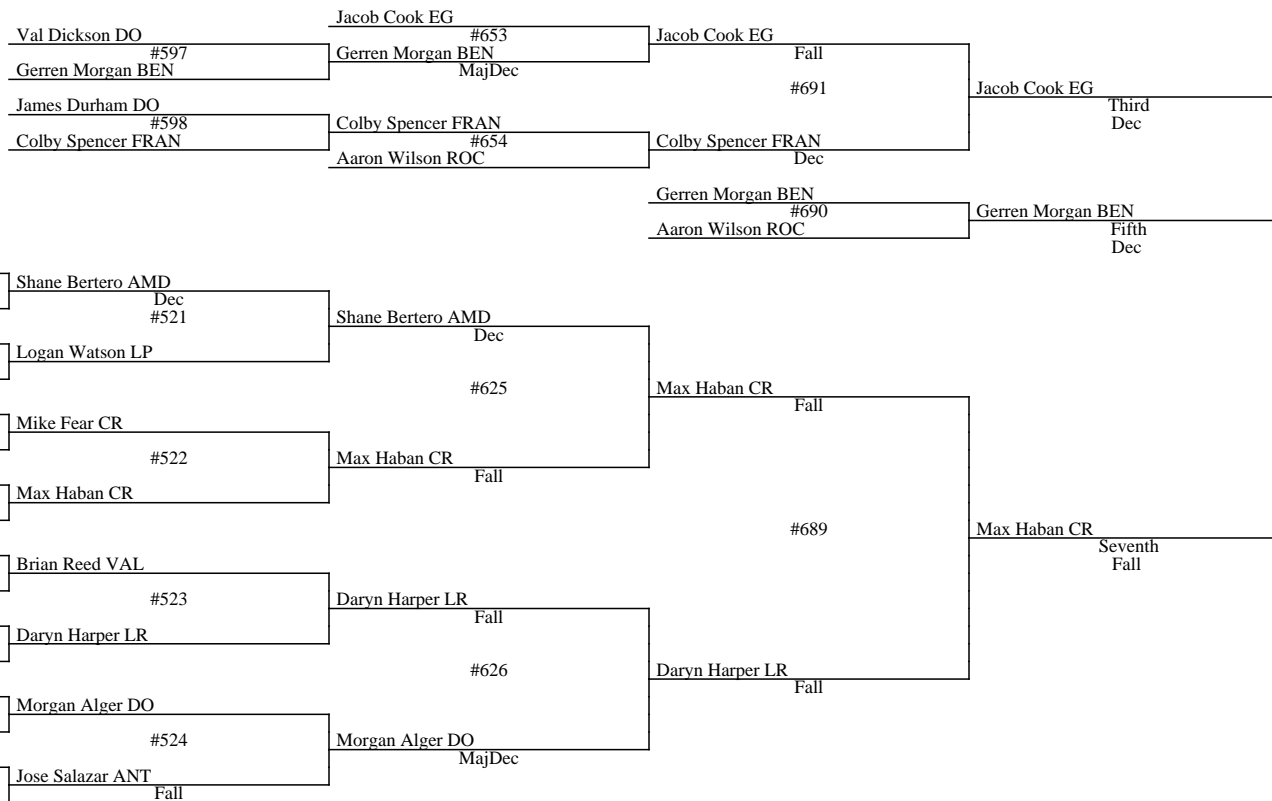 Jacob Cook EG
Val Dickson DO
#653
Jacob Cook EG
#597
Gerren Morgan BEN
Fall
Gerren Morgan BEN
MajDec
#691
Jacob Cook EG
James Durham DO
Third
#598
Colby Spencer FRAN
Dec
Colby Spencer FRAN
#654
Colby Spencer FRAN
Aaron Wilson ROC
Dec
Gerren Morgan BEN
#690
Gerren Morgan BEN
Aaron Wilson ROC
Fifth
Dec
Shane Bertero AMD
Dec
#521
Shane Bertero AMD
Dec
Logan Watson LP
#625
Max Haban CR
Fall
Mike Fear CR
#522
Max Haban CR
Fall
Max Haban CR
#689
Max Haban CR
Seventh
Fall
Brian Reed VAL
#523
Daryn Harper LR
Fall
Daryn Harper LR
#626
Daryn Harper LR
Fall
Morgan Alger DO
#524
Morgan Alger DO
MajDec
Jose Salazar ANT
Fall